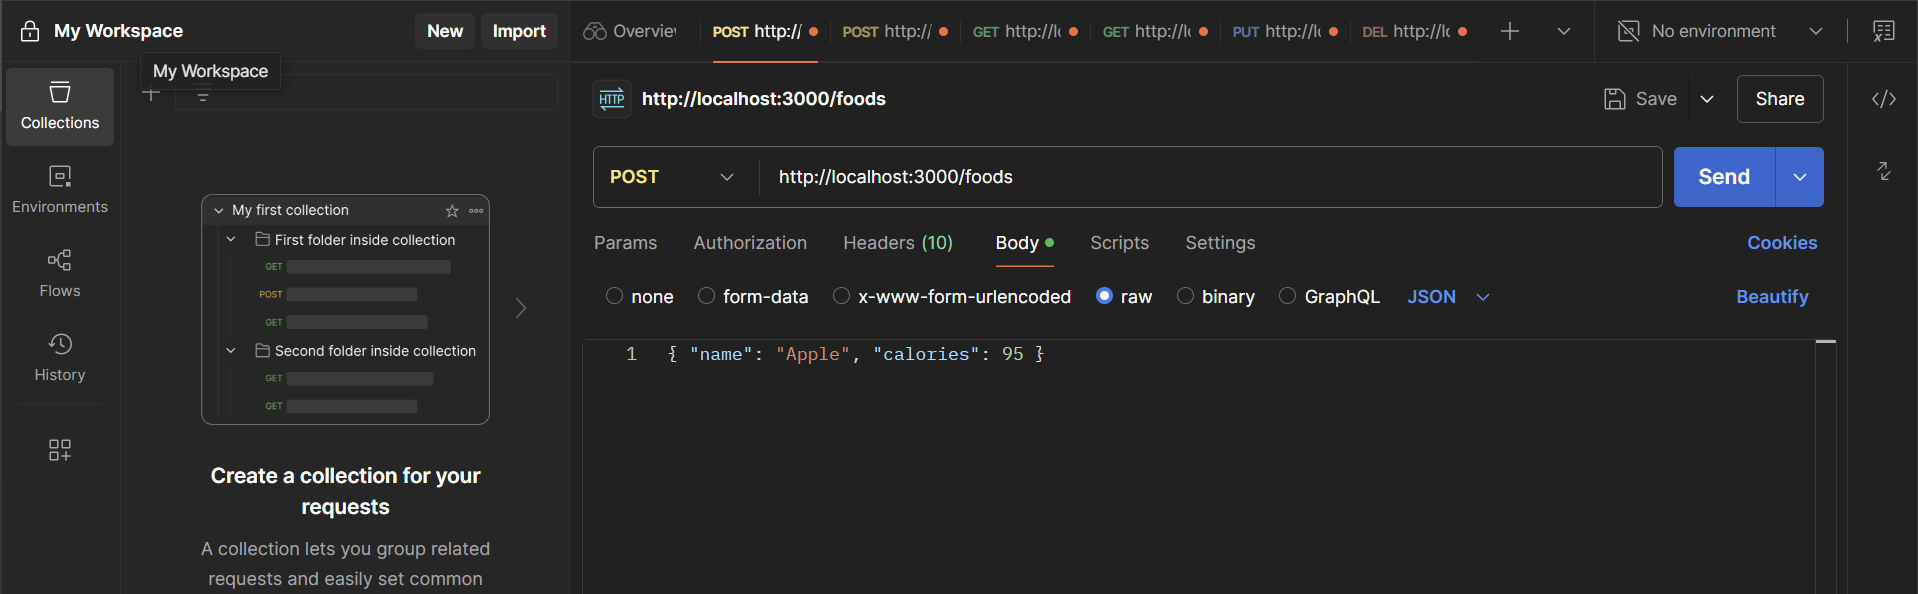 My Workspace
New
Import
My Workspace
Collections
Environments
Flows
History
My first collection
First folder inside collection
GET
POST
GET
Second folder inside collection
GET
GET
Create a collection for your
requests
A collection lets you group related
requests and easily set common
Overview
POST http://
POST http://
GET http://l
GET http://l
PUT http://l
DEL http://l
No environment
HTTP
http://localhost:3000/foods
Save
Share
POST
http://localhost:3000/foods
Send
Params
Authorization
Headers (10)
Body
Scripts
Settings
Cookies
none
form-data
x-www-form-urlencoded
raw
binary
GraphQL
JSON
Beautify
1 { "name": "Apple", "calories": 95 }